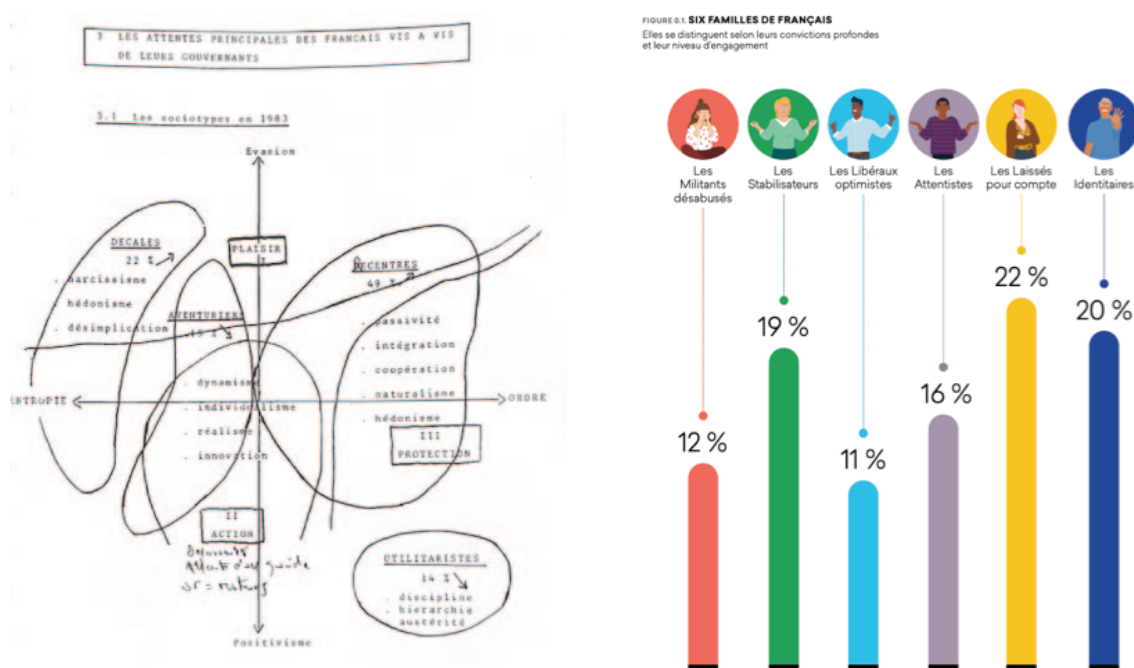 3 LES ATTENTES PRINCIPALES DES FRANCAIS VIS A VIS
DE LEURS GOUVERNANTS
3.1 Les sociotypes en 1983
Evasion
DECALES
22 %
. narcissisme
. hédonisme
. désimplication
PLAISIR
I
DECENTRES
49 %
. passivité
. intégration
. coopération
. naturalisme
. hédonisme
AVENTURIERS
15 %
. dynamisme
. individualisme
. réalisme
. innovation
ENTROPIE
ORDRE
III
PROTECTION
II
ACTION
UTILITARISTES
14 %
. discipline
. hierarchie
austérité
Positivisme
FIGURE 0.1. SIX FAMILLES DE FRANÇAIS
Elles se distinguent selon leurs convictions profondes
et leur niveau d'engagement
Les
Militants
désabusés
12 %
Les
Stabilisateurs
19 %
Les Libéraux
optimistes
11 %
Les
Attentistes
16 %
Les Laissés
pour compte
22 %
Les
Identitaires
20 %